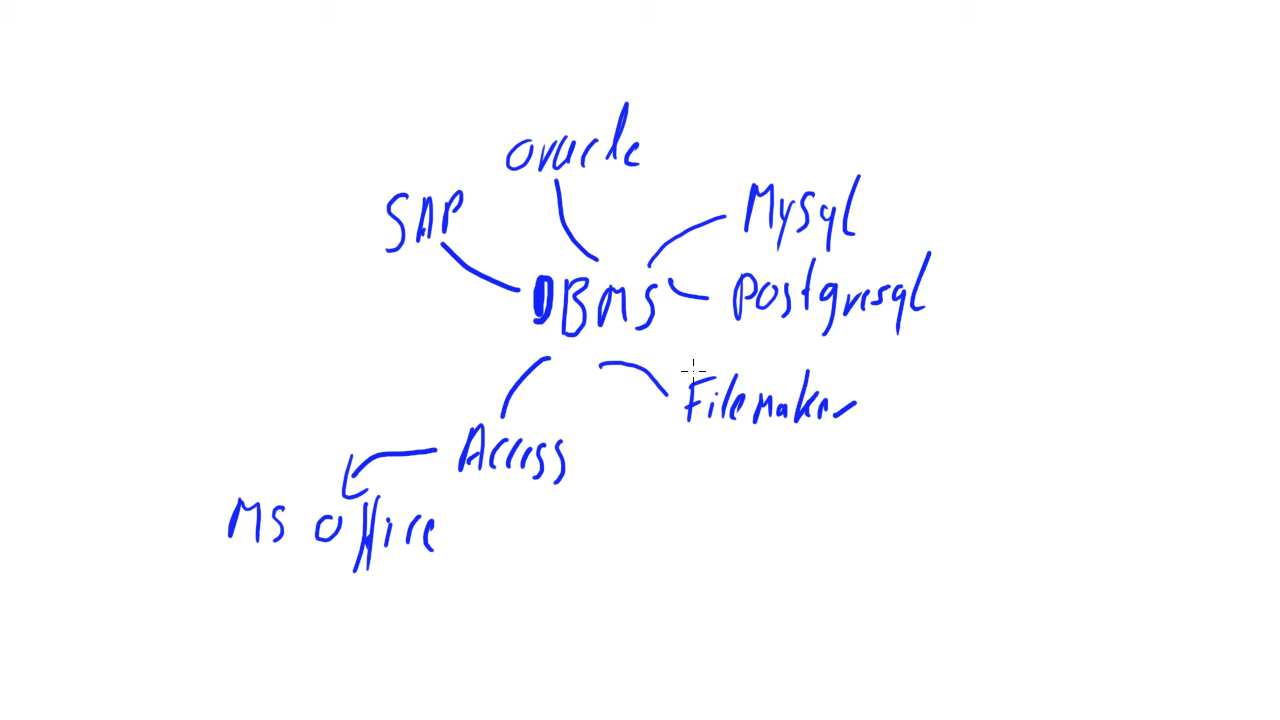 oracle
SAP
MySql
DBMS
Postgresql
Filemaker
Access
MS Office